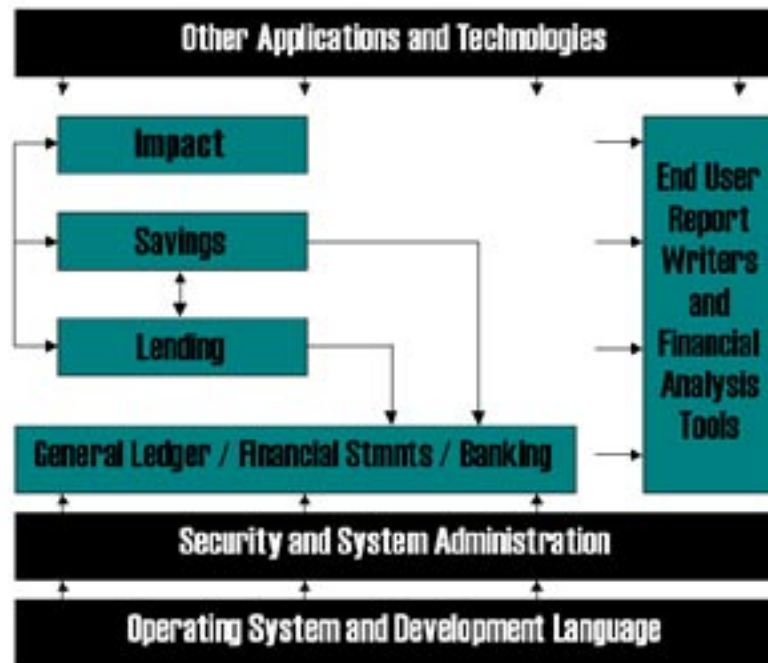 Other Applications and Technologies
Impact
Savings
Lending
General Ledger / Financial Stmnts / Banking
End User
Report
Writers
and
Financial
Analysis
Tools
Security and System Administration
Operating System and Development Language